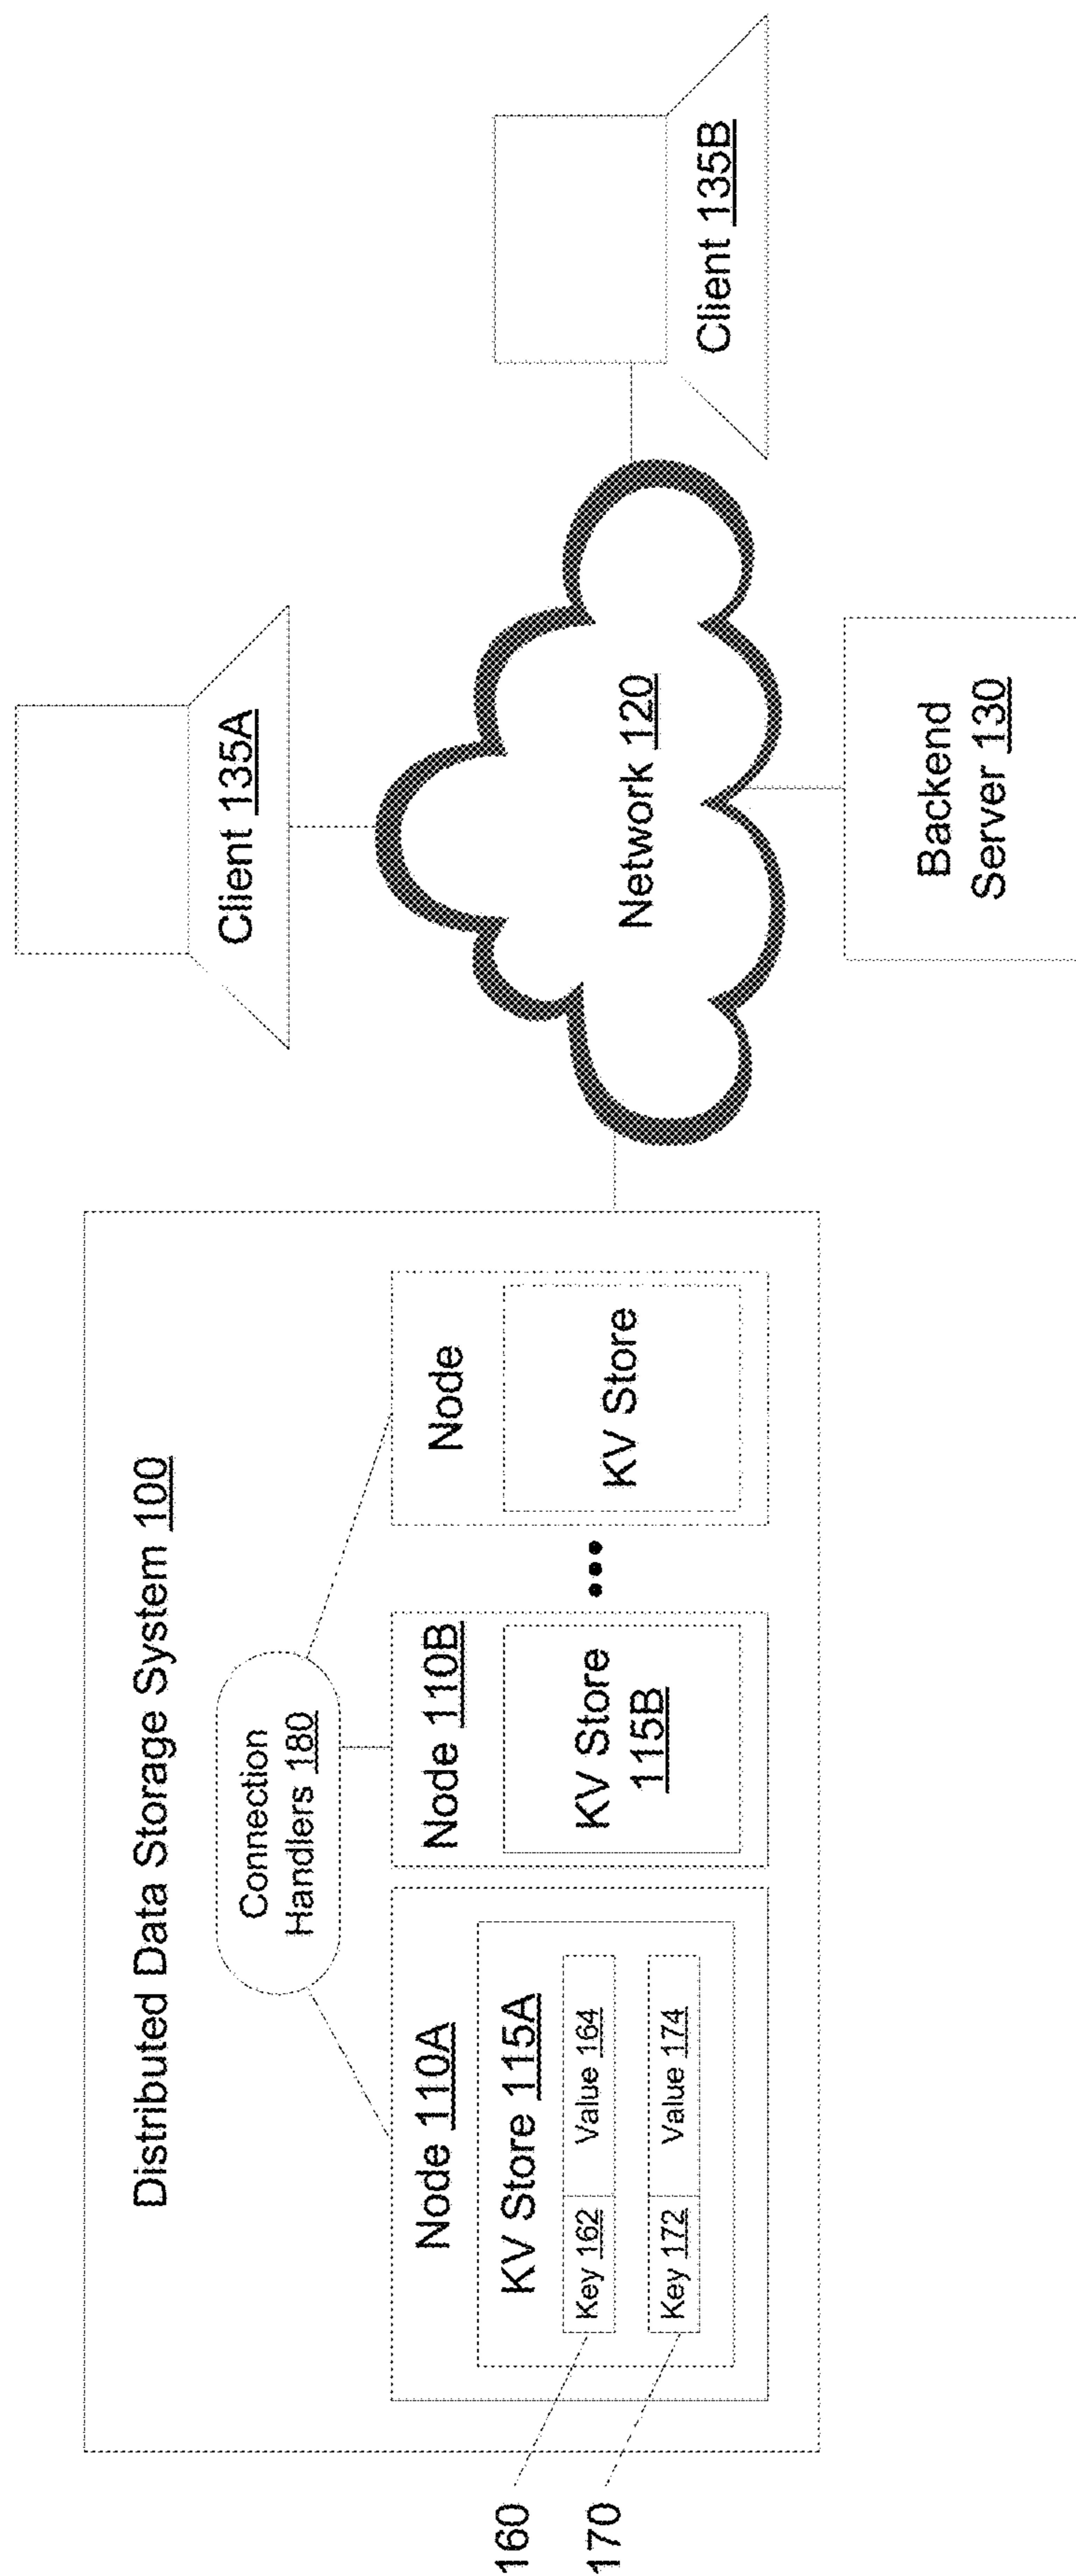 Distributed Data Storage System 100
Connection
Handlers 180
Node 110A
KV Store 115A
Key 162
Value 164
Key 172
Value 174
160
170
Node 110B
KV Store
115B
•••
Node
KV Store
Client 135A
Network 120
Client 135B
Backend
Server 130